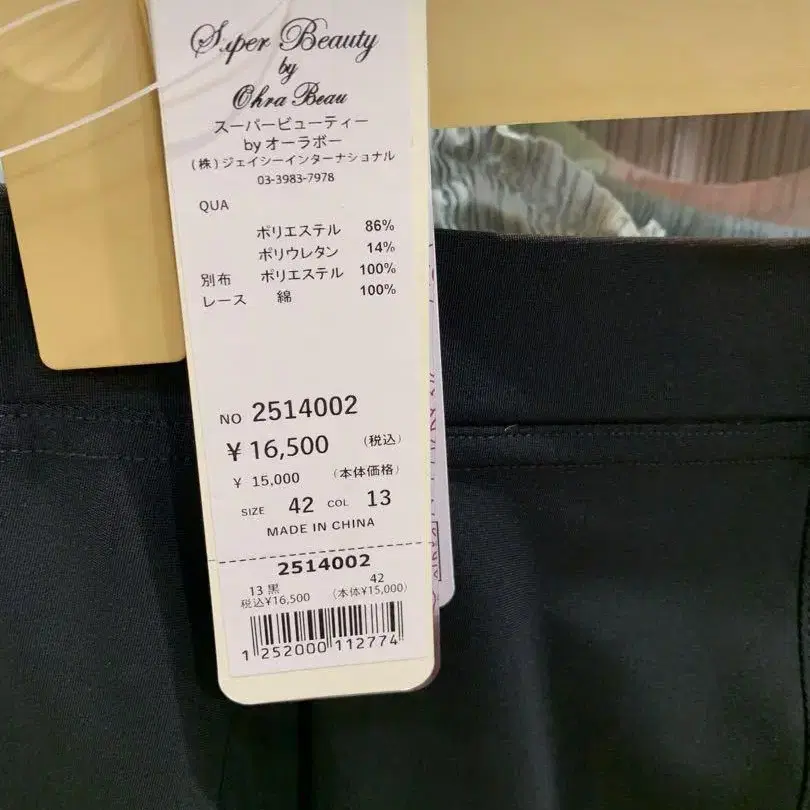 Super Beauty
by
Ohra Beau
スーパービューティー
by オーラボー
(株)ジェイシーインターナショナル
03-3983-7978
QUA
ポリエステル 86%
ポリウレタン 14%
別布 ポリエステル 100%
レース 綿 100%
NO 2514002
¥16,500 (税込)
¥ 15,000 (本体価格)
SIZE 42 COL 13
MADE IN CHINA
2514002
13 黒 42
税込¥16,500 (本体¥15,000)
1 252000 112774